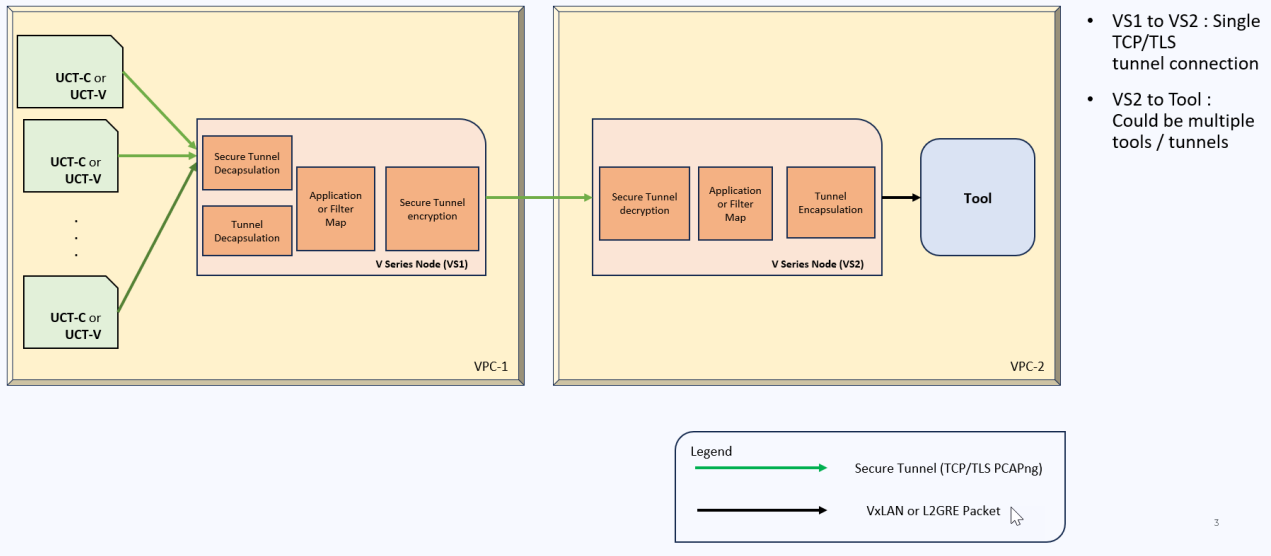 UCT-C or
UCT-V
UCT-C or
UCT-V
.
.
.
UCT-C or
UCT-V
Secure Tunnel
Decapsulation
Tunnel
Decapsulation
Application
or Filter
Map
Secure Tunnel
encryption
V Series Node (VS1)
VPC-1
Secure Tunnel
decryption
Application
or Filter
Map
Tunnel
Encapsulation
V Series Node (VS2)
Tool
VPC-2
• VS1 to VS2 : Single
TCP/TLS
tunnel connection
• VS2 to Tool :
Could be multiple
tools / tunnels
Legend
Secure Tunnel (TCP/TLS PCAPng)
VxLAN or L2GRE Packet
3